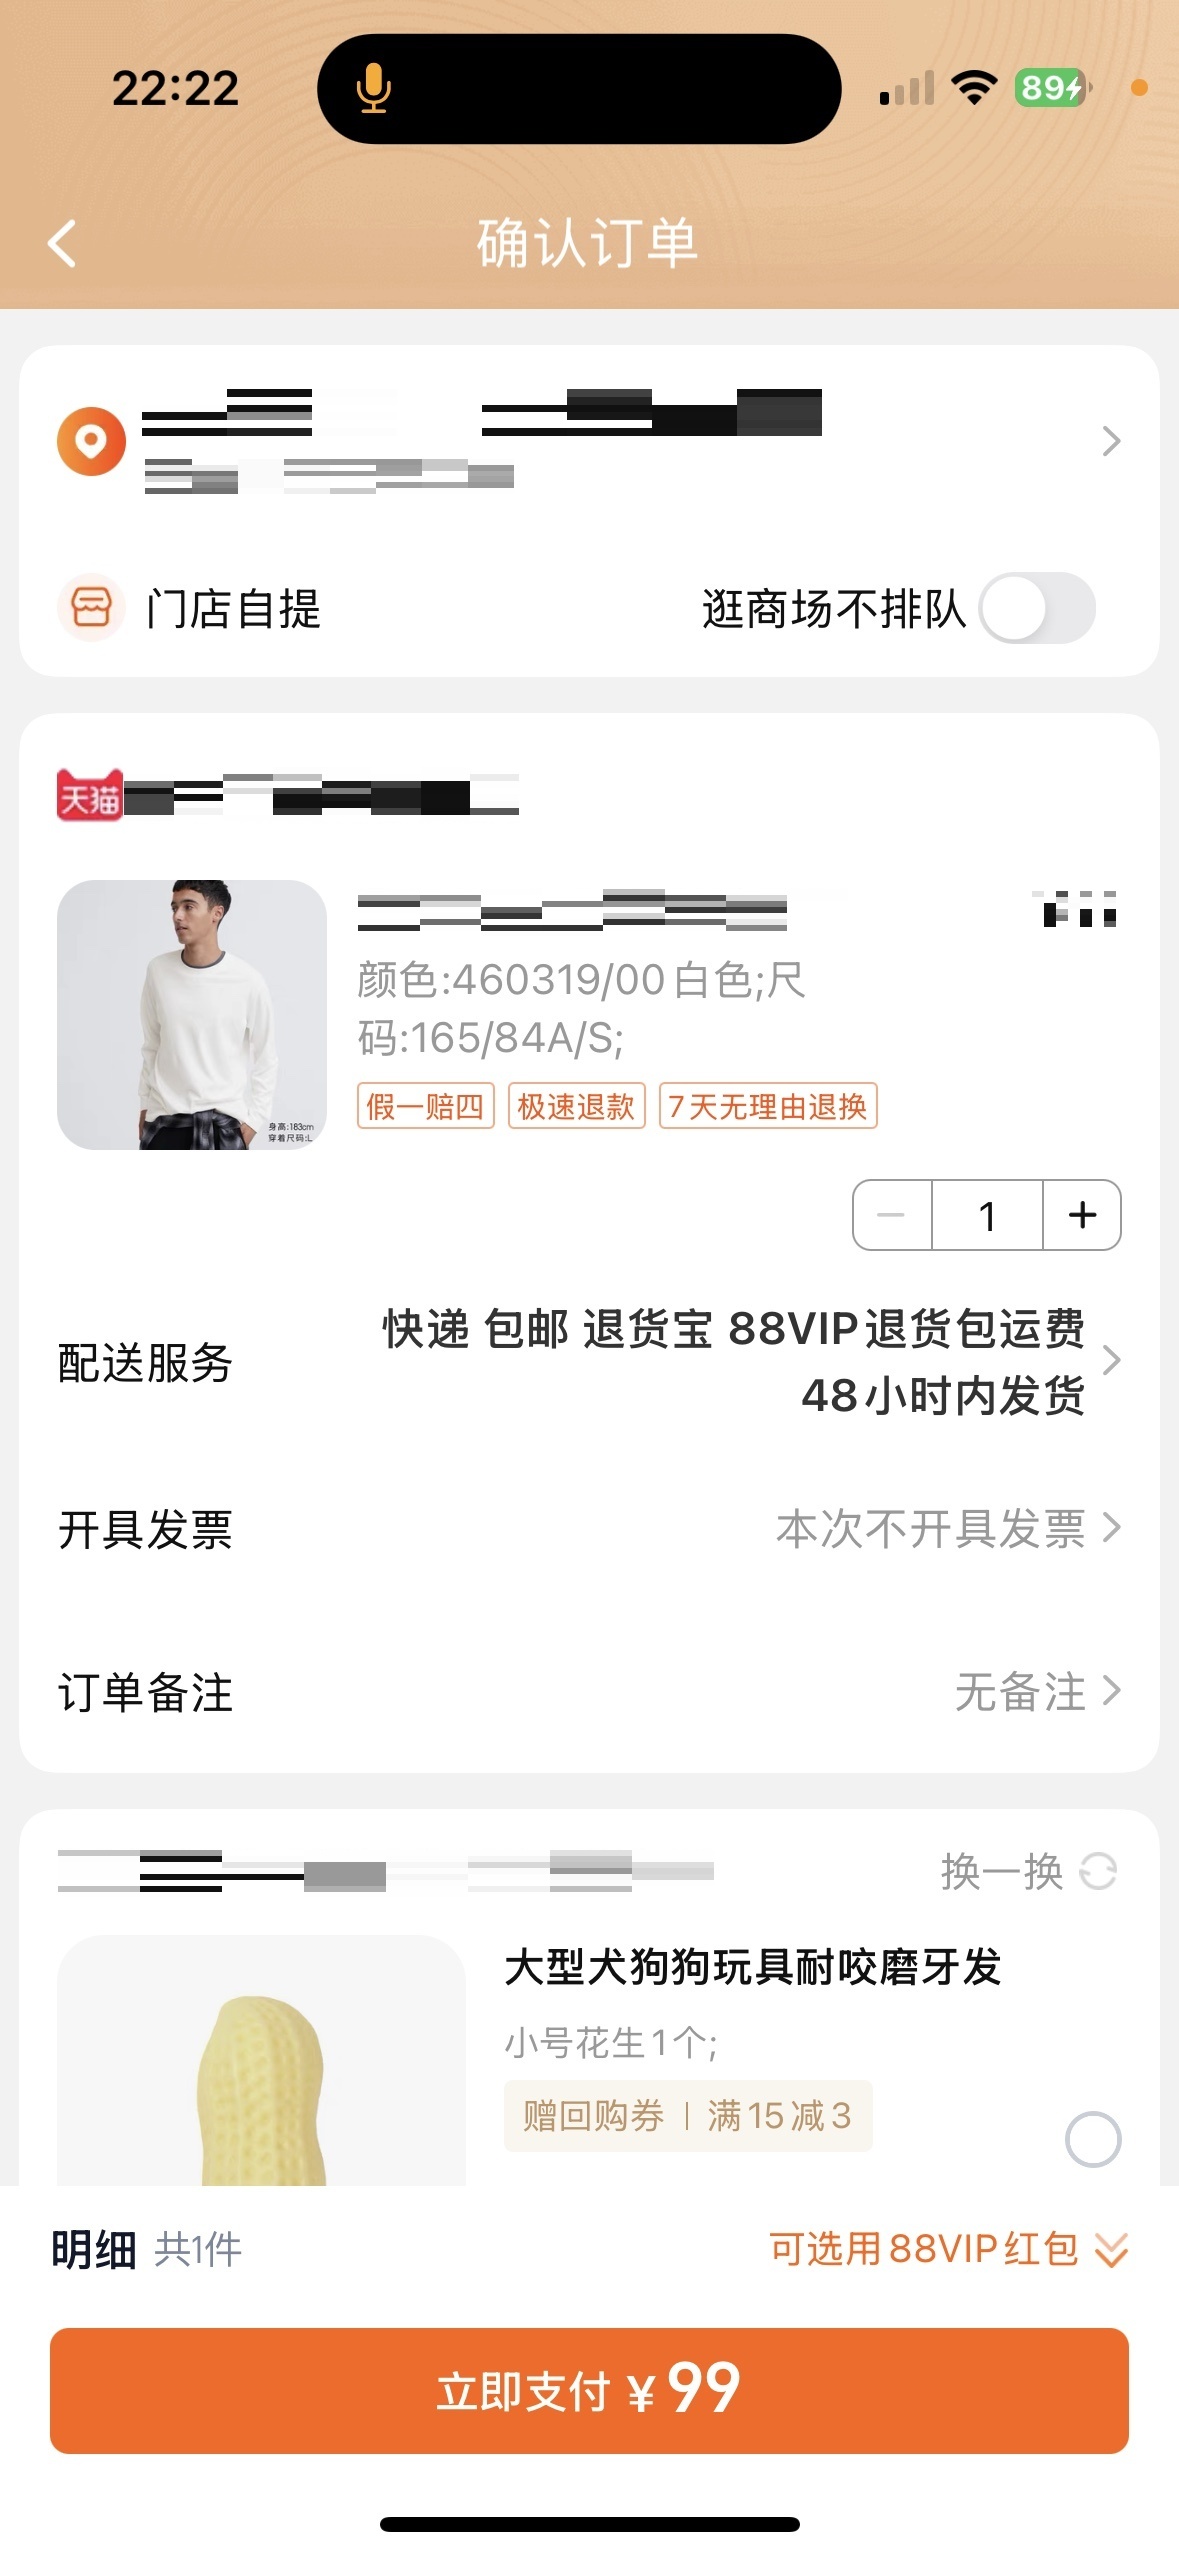 22:22
89
确认订单
门店自提
逛商场不排队
天猫
颜色:460319/00白色;尺
码:165/84A/S;
假一赔四 极速退款 7天无理由退换
身高:183cm
穿着尺码:L
1
配送服务
快递 包邮 退货宝 88VIP退货包运费
48小时内发货
开具发票
本次不开具发票
订单备注
无备注
换一换
大型犬狗狗玩具耐咬磨牙发
小号花生1个;
赠回购券 | 满15减3
明细 共1件
可选用88VIP红包
立即支付 ¥99